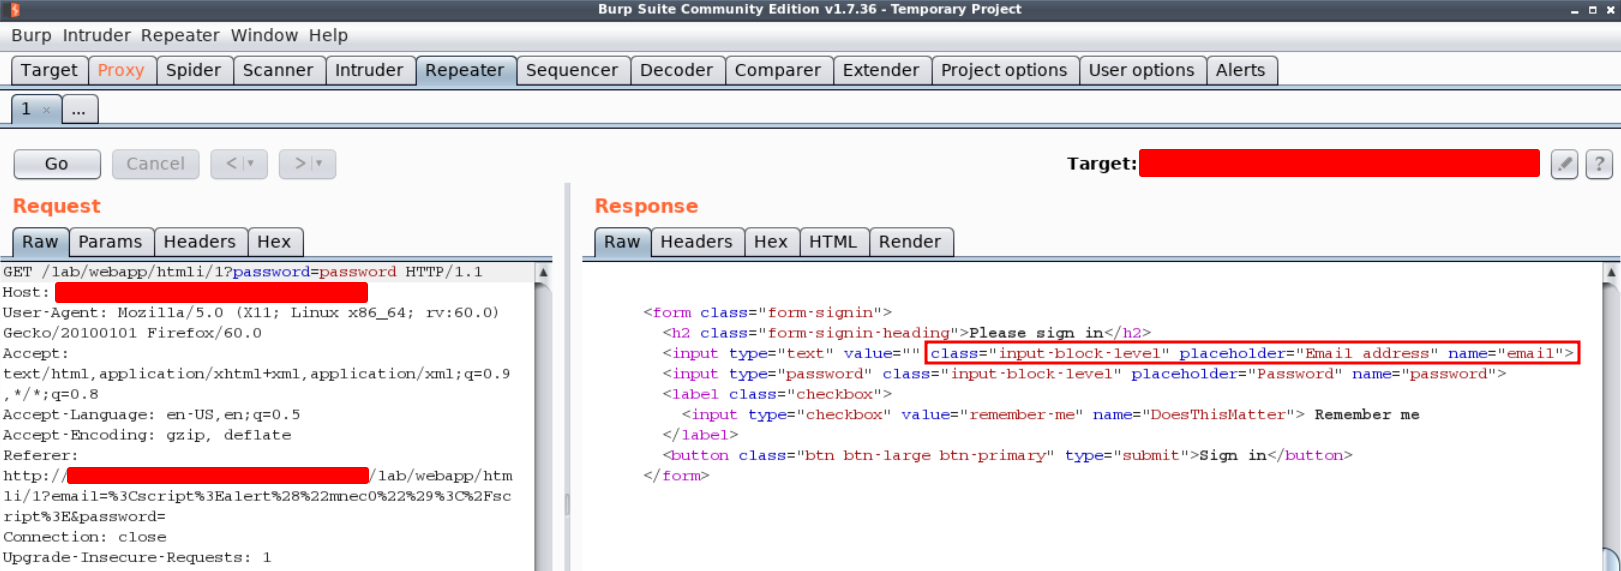 Burp Suite Community Edition v1.7.36 - Temporary Project
Burp Intruder Repeater Window Help
Target Proxy Spider Scanner Intruder Repeater Sequencer Decoder Comparer Extender Project options User options Alerts
1 × ...
Go Cancel < > Target: ?
Request
Raw Params Headers Hex
GET /lab/webapp/htmli/1?password=password HTTP/1.1
Host:
User-Agent: Mozilla/5.0 (X11; Linux x86_64; rv:60.0)
Gecko/20100101 Firefox/60.0
Accept:
text/html,application/xhtml+xml,application/xml;q=0.9
,*/*;q=0.8
Accept-Language: en-US,en;q=0.5
Accept-Encoding: gzip, deflate
Referer:
http:// /lab/webapp/htm
li/1?email=%3Cscript%3Ealert%28%22mnec0%22%29%3C%2Fsc
ript%3E&password=
Connection: close
Upgrade-Insecure-Requests: 1
Response
Raw Headers Hex HTML Render
<form class="form-signin">
<h2 class="form-signin-heading">Please sign in</h2>
<input type="text" value="" class="input-block-level" placeholder="Email address" name="email">
<input type="password" class="input-block-level" placeholder="Password" name="password">
<label class="checkbox">
<input type="checkbox" value="remember-me" name="DoesThisMatter"> Remember me
</label>
<button class="btn btn-large btn-primary" type="submit">Sign in</button>
</form>